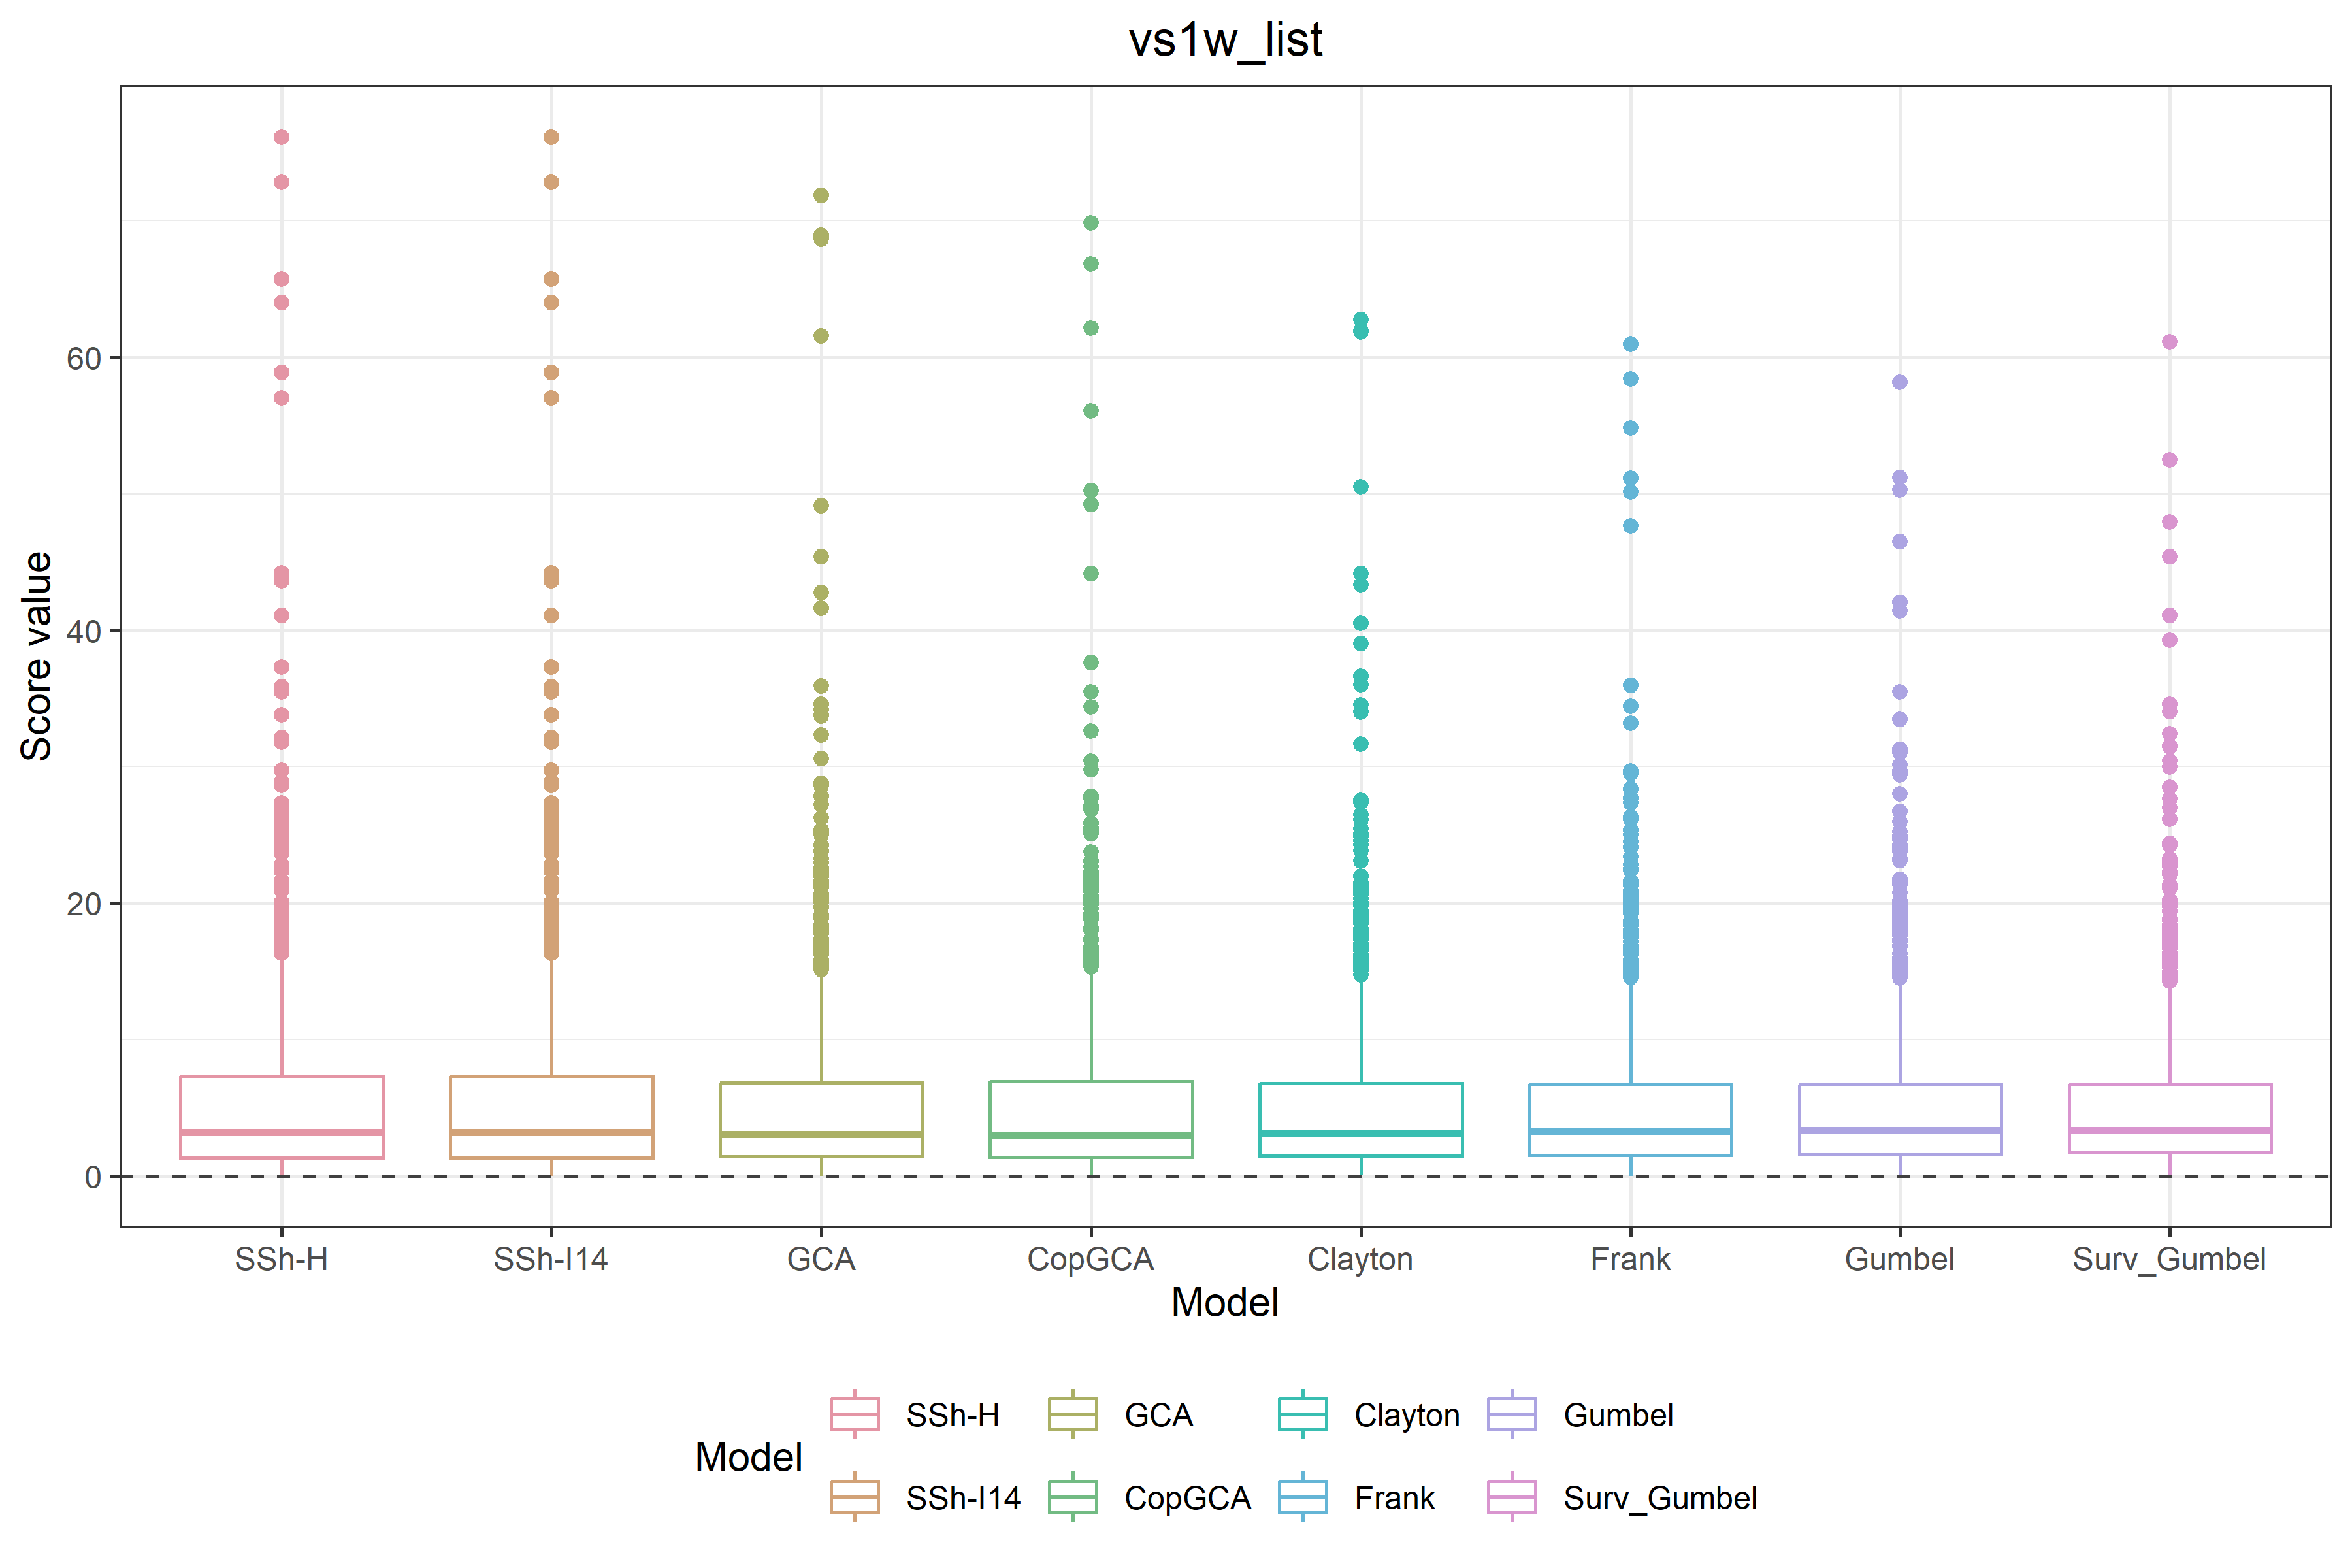 vs1w_list
Score value
60
40
20
0
SSh-H SSh-I14 GCA CopGCA Clayton Frank Gumbel Surv_Gumbel
Model
Model
SSh-H GCA Clayton Gumbel
SSh-I14 CopGCA Frank Surv_Gumbel